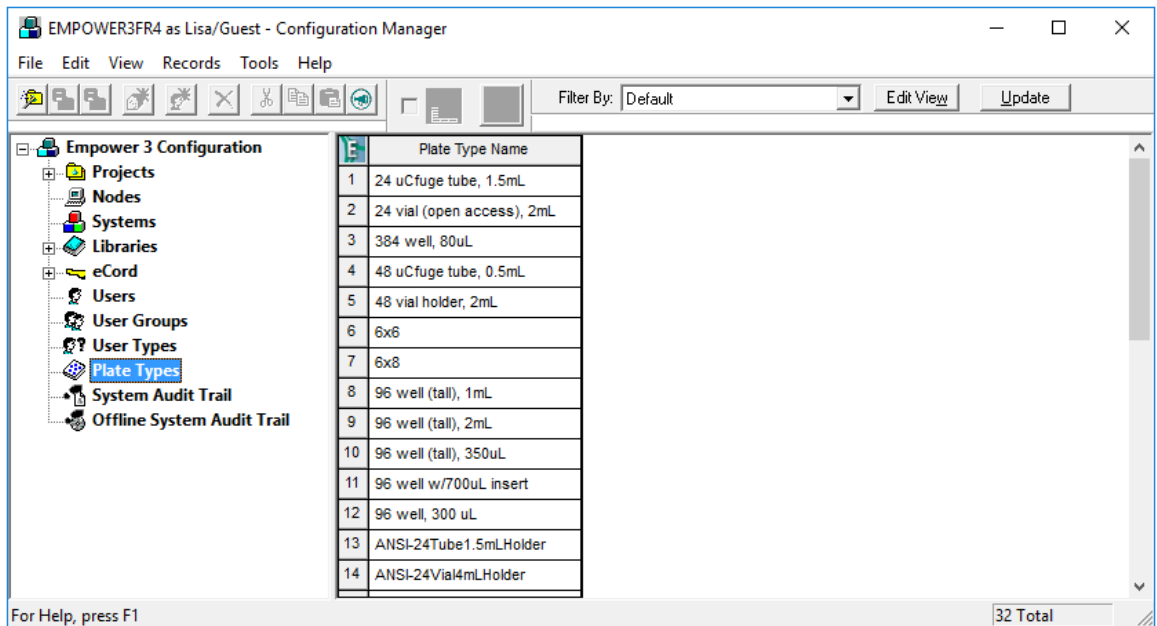 EMPOWER3FR4 as Lisa/Guest - Configuration Manager
File Edit View Records Tools Help
Filter By: Default Edit View Update
Empower 3 Configuration
Projects
Nodes
Systems
Libraries
eCord
Users
User Groups
User Types
Plate Types
System Audit Trail
Offline System Audit Trail
Plate Type Name
1 24 uCfuge tube, 1.5mL
2 24 vial (open access), 2mL
3 384 well, 80uL
4 48 uCfuge tube, 0.5mL
5 48 vial holder, 2mL
6 6x6
7 6x8
8 96 well (tall), 1mL
9 96 well (tall), 2mL
10 96 well (tall), 350uL
11 96 well w/700uL insert
12 96 well, 300 uL
13 ANSI-24Tube1.5mLHolder
14 ANSI-24Vial4mLHolder
For Help, press F1
32 Total